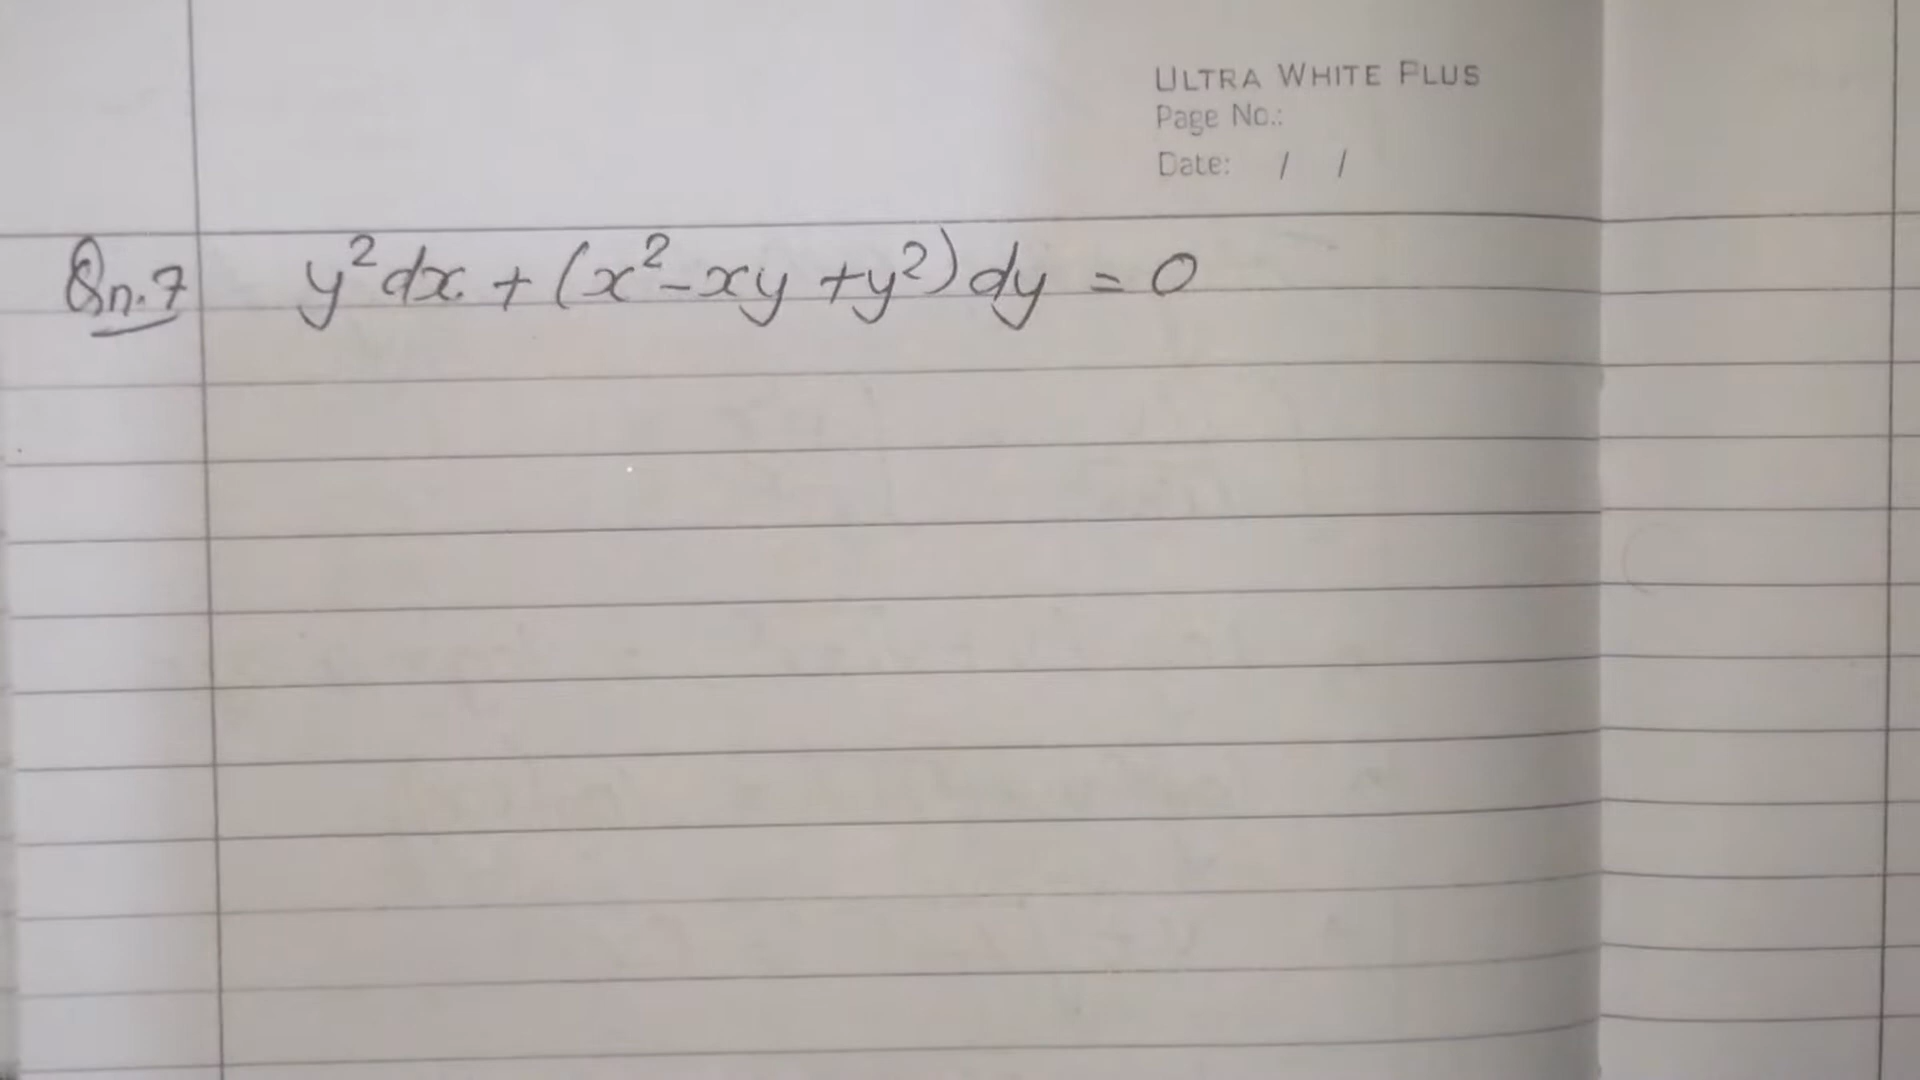 ULTRA WHITE PLUS
Page No.:
Date: / /
Qn.7 y²dx + (x²-xy+y²)dy = 0